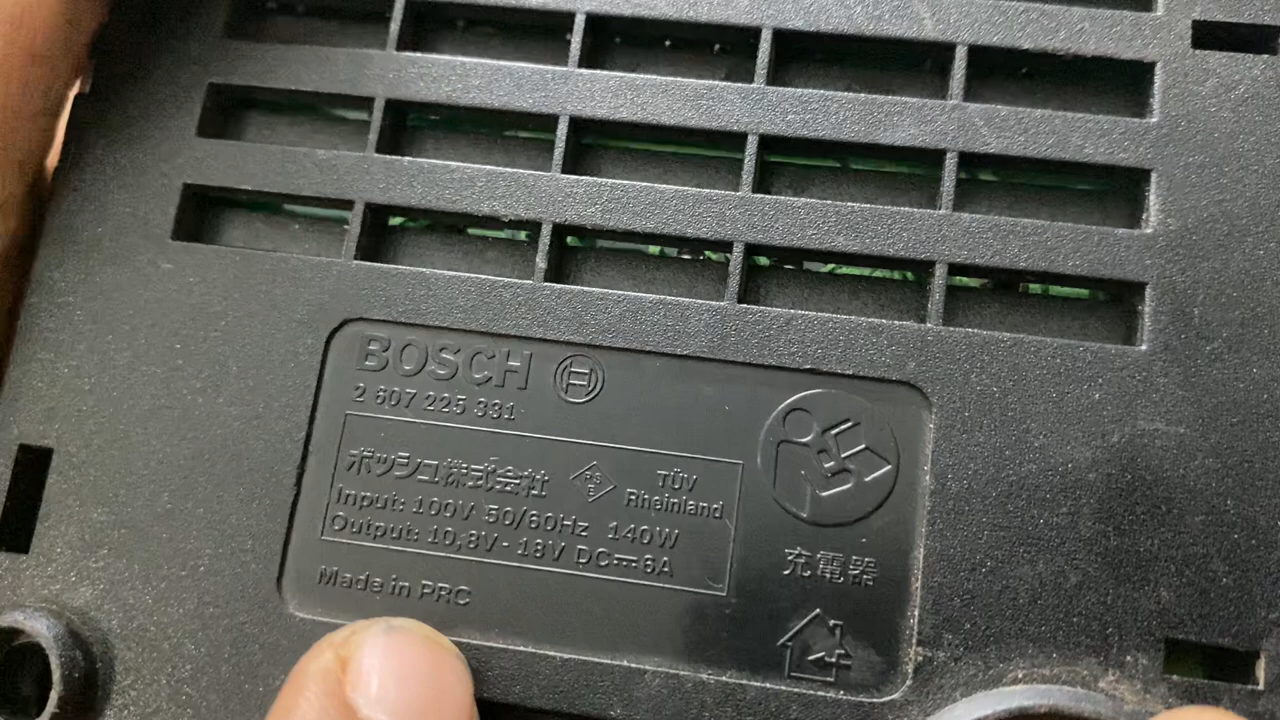 BOSCH
2 607 225 331
ボッシュ株式会社
PS
E
TÜV
Rheinland
Input: 100V 50/60Hz 140W
Output: 10,8V - 18V DC⎓6A
Made in PRC
充電器